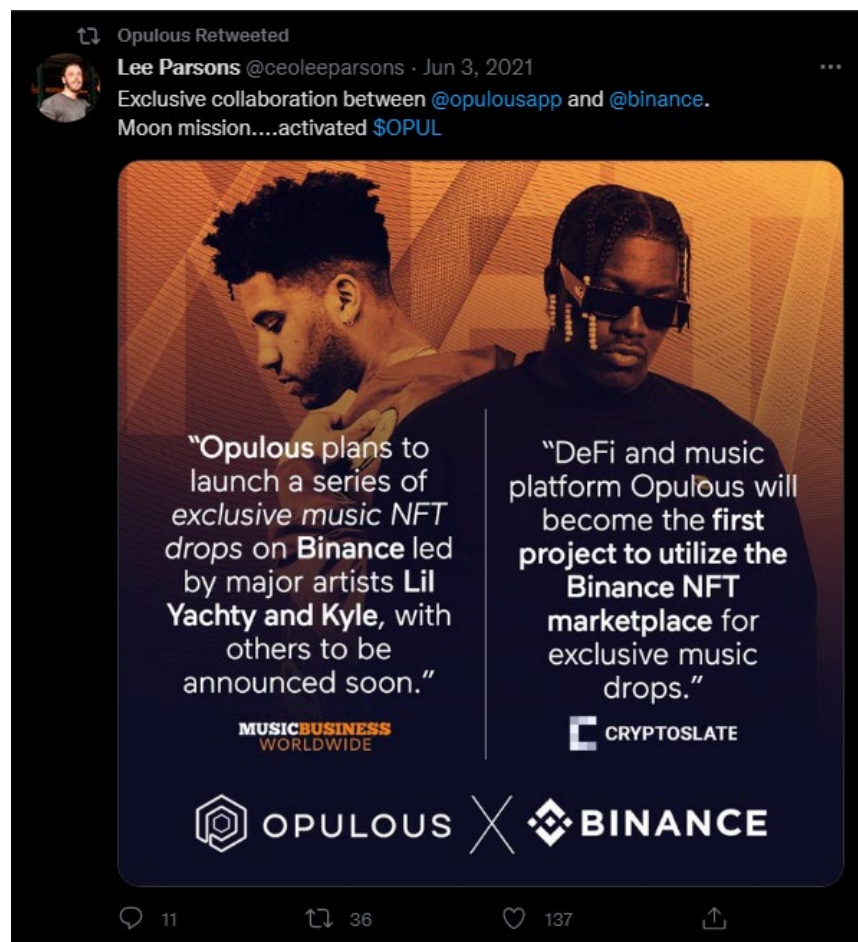 Opulous Retweeted
Lee Parsons @ceoleeparsons · Jun 3, 2021
Exclusive collaboration between @opulousapp and @binance.
Moon mission....activated $OPUL
“Opulous plans to
launch a series of
exclusive music NFT
drops on Binance led
by major artists Lil
Yachty and Kyle, with
others to be
announced soon.”
MUSICBUSINESS
WORLDWIDE
“DeFi and music
platform Opulous will
become the first
project to utilize the
Binance NFT
marketplace for
exclusive music
drops.”
CRYPTOSLATE
OPULOUS X BINANCE
11 36 137